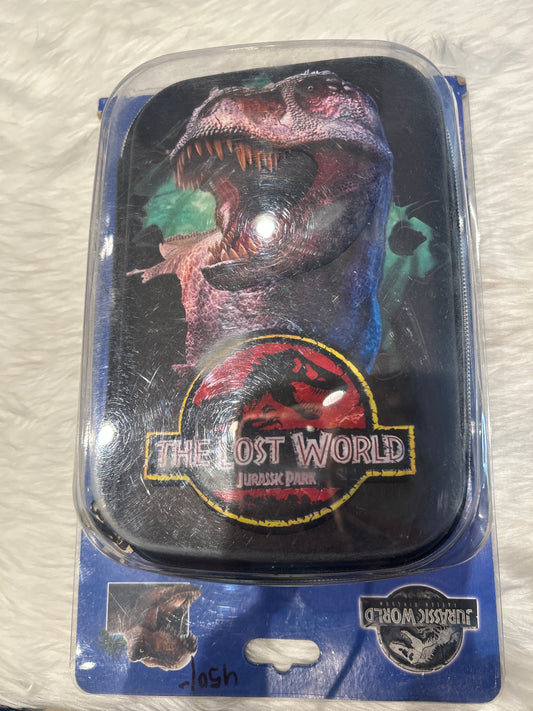 THE LOST WORLD
JURASSIC PARK
JURASSIC WORLD
450/-